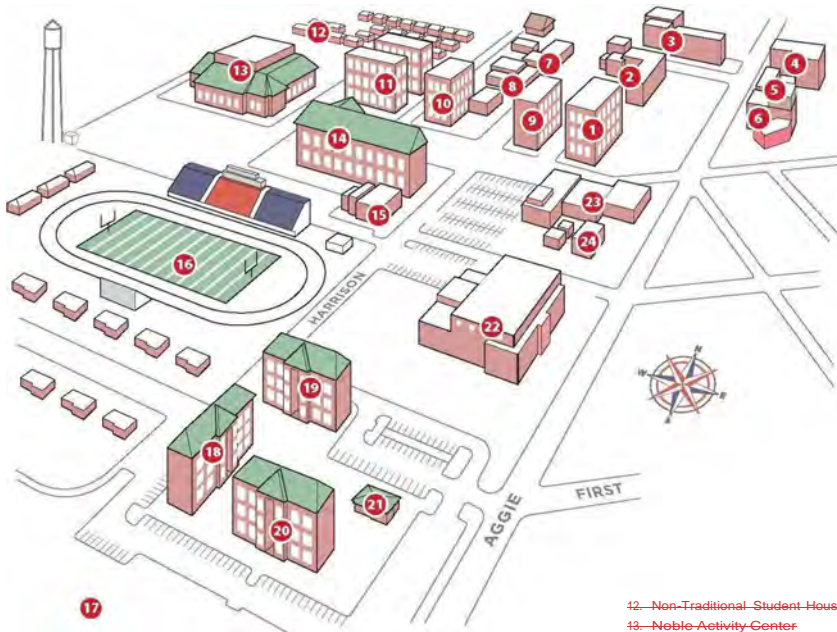 12
3
13
7
4
2
11
8
5
10
6
9
1
14
23
15
24
16
HARRISON
22
N
W
E
S
19
18
AGGIE
FIRST
21
20
17
12. Non-Traditional Student Hous
13. Noble Activity Center